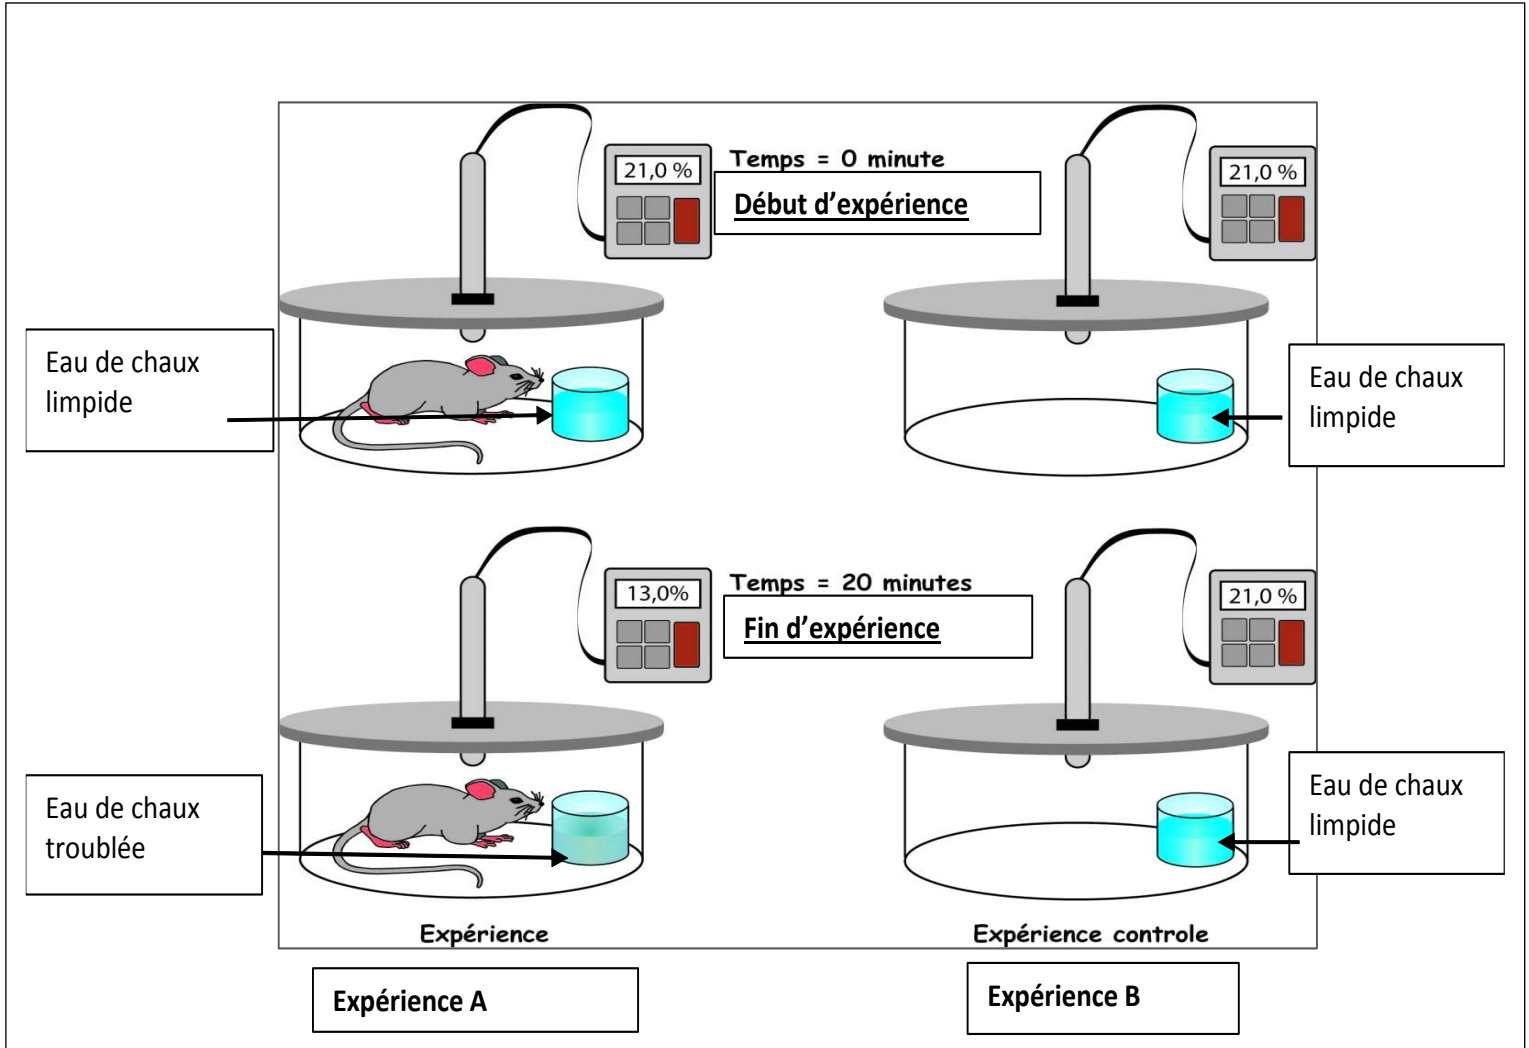 21,0 %
Temps = 0 minute
Début d’expérience
21,0 %
Eau de chaux
limpide
Eau de chaux
limpide
13,0%
Temps = 20 minutes
Fin d’expérience
21,0 %
Eau de chaux
troublée
Eau de chaux
limpide
Expérience
Expérience controle
Expérience A
Expérience B